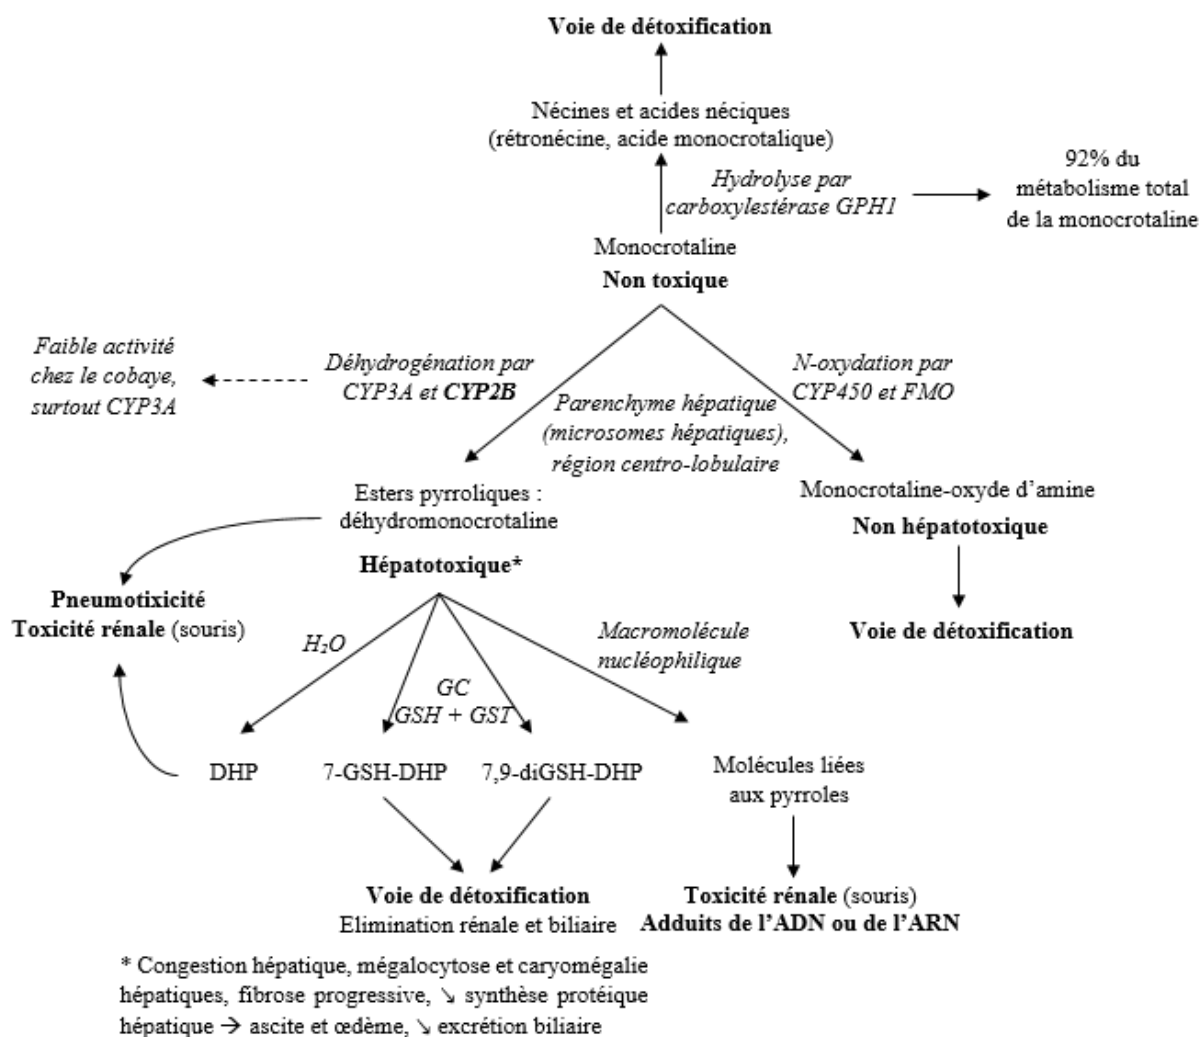 Voie de détoxification
Nécines et acides néciques
(rétronécine, acide monocrotalique)
Hydrolyse par
carboxylestérase GPH1
92% du
métabolisme total
de la monocrotaline
Monocrotaline
Non toxique
Faible activité
chez le cobaye,
surtout CYP3A
Déhydrogénation par
CYP3A et CYP2B
N-oxydation par
CYP450 et FMO
Parenchyme hépatique
(microsomes hépatiques),
région centro-lobulaire
Esters pyrroliques :
déhydromonocrotaline
Hépatotoxique*
Monocrotaline-oxyde d’amine
Non hépatotoxique
Voie de détoxification
Pneumotixicité
Toxicité rénale (souris)
H₂O
GC
GSH + GST
Macromolécule
nucléophilique
DHP
7-GSH-DHP
7,9-diGSH-DHP
Molécules liées
aux pyrroles
Voie de détoxification
Elimination rénale et biliaire
Toxicité rénale (souris)
Adduits de l’ADN ou de l’ARN
* Congestion hépatique, mégalocytose et caryomégalie
hépatiques, fibrose progressive, ↘ synthèse protéique
hépatique → ascite et œdème, ↘ excrétion biliaire